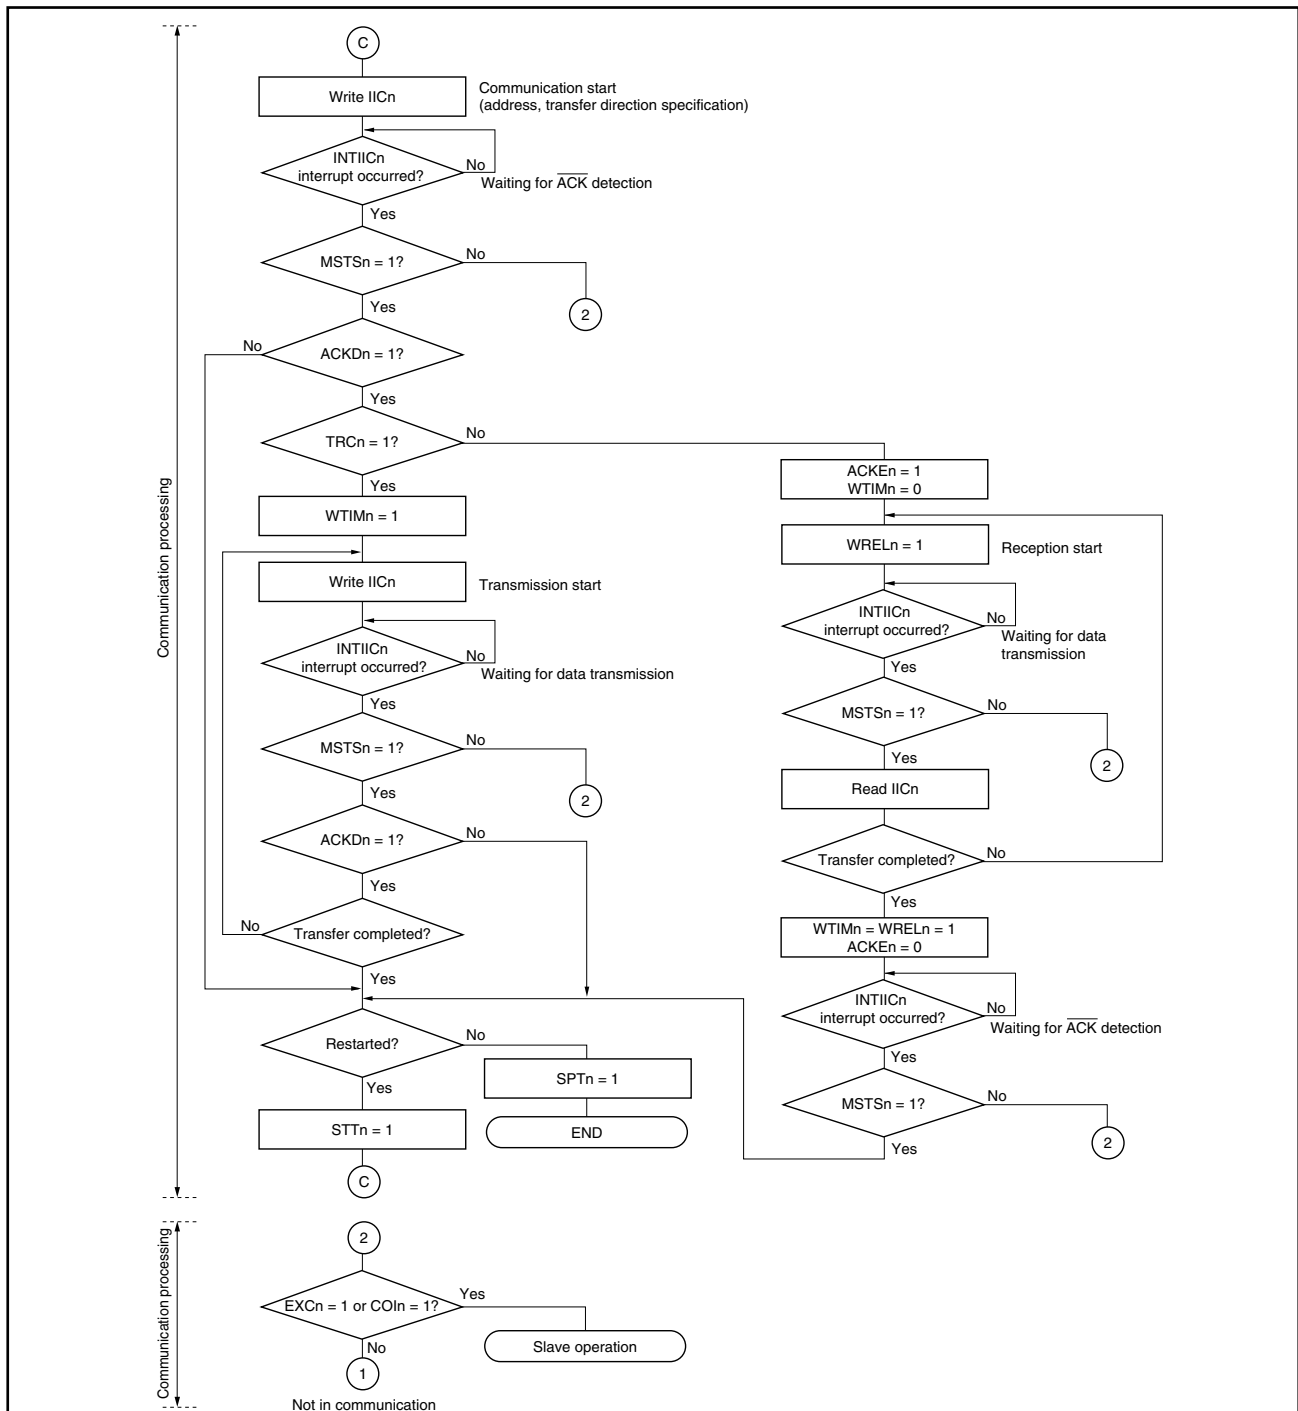 C
Write IICn
Communication start
(address, transfer direction specification)
INTIICn
interrupt occurred?
No
Waiting for ACK detection
Yes
MSTSn = 1?
No
2
Yes
ACKDn = 1?
No
Yes
TRCn = 1?
No
Yes
WTIMn = 1
Write IICn
Transmission start
INTIICn
interrupt occurred?
No
Waiting for data transmission
Yes
MSTSn = 1?
No
2
Yes
ACKDn = 1?
No
Yes
Transfer completed?
No
Yes
Restarted?
No
SPTn = 1
END
Yes
STTn = 1
C
ACKEn = 1
WTIMn = 0
WRELn = 1
Reception start
INTIICn
interrupt occurred?
No
Waiting for data
transmission
Yes
MSTSn = 1?
No
2
Yes
Read IICn
Transfer completed?
No
Yes
WTIMn = WRELn = 1
ACKEn = 0
INTIICn
interrupt occurred?
No
Waiting for ACK detection
Yes
MSTSn = 1?
No
2
Yes
Communication processing
2
EXCn = 1 or COIn = 1?
Yes
Slave operation
No
1
Not in communication
Communication processing